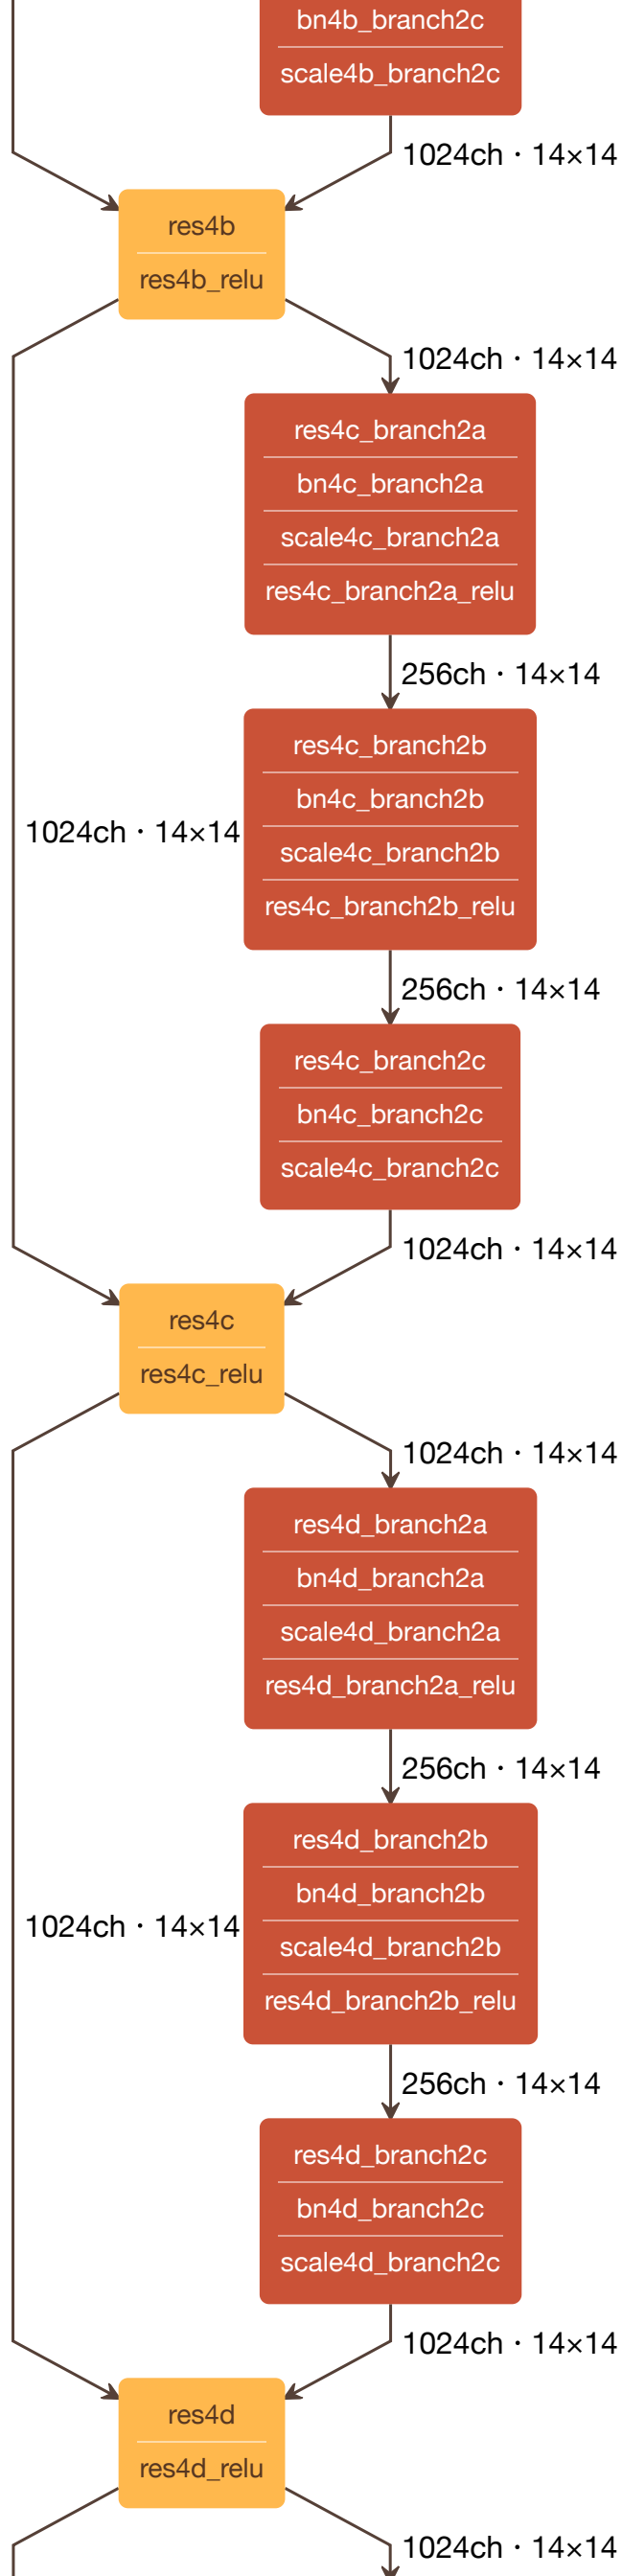 bn4b_branch2c
scale4b_branch2c
1024ch · 14×14
res4b
res4b_relu
1024ch · 14×14
res4c_branch2a
bn4c_branch2a
scale4c_branch2a
res4c_branch2a_relu
256ch · 14×14
res4c_branch2b
bn4c_branch2b
1024ch · 14×14
scale4c_branch2b
res4c_branch2b_relu
256ch · 14×14
res4c_branch2c
bn4c_branch2c
scale4c_branch2c
1024ch · 14×14
res4c
res4c_relu
1024ch · 14×14
res4d_branch2a
bn4d_branch2a
scale4d_branch2a
res4d_branch2a_relu
256ch · 14×14
res4d_branch2b
bn4d_branch2b
1024ch · 14×14
scale4d_branch2b
res4d_branch2b_relu
256ch · 14×14
res4d_branch2c
bn4d_branch2c
scale4d_branch2c
1024ch · 14×14
res4d
res4d_relu
1024ch · 14×14